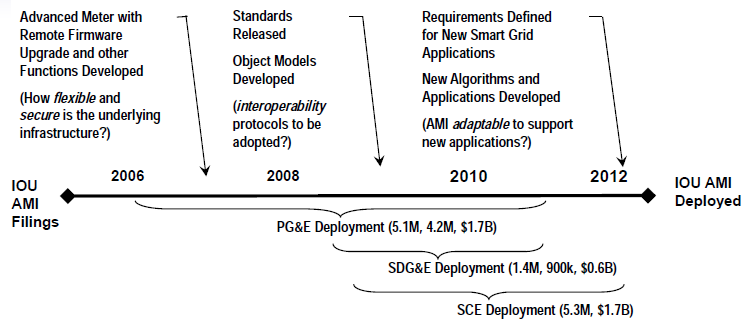 Advanced Meter with
Remote Firmware
Upgrade and other
Functions Developed
(How flexible and
secure is the underlying
infrastructure?)
Standards
Released
Object Models
Developed
(interoperability
protocols to be
adopted?)
Requirements Defined
for New Smart Grid
Applications
New Algorithms and
Applications Developed
(AMI adaptable to support
new applications?)
2006
2008
2010
2012
IOU
AMI
Filings
IOU AMI
Deployed
PG&E Deployment (5.1M, 4.2M, $1.7B)
SDG&E Deployment (1.4M, 900k, $0.6B)
SCE Deployment (5.3M, $1.7B)